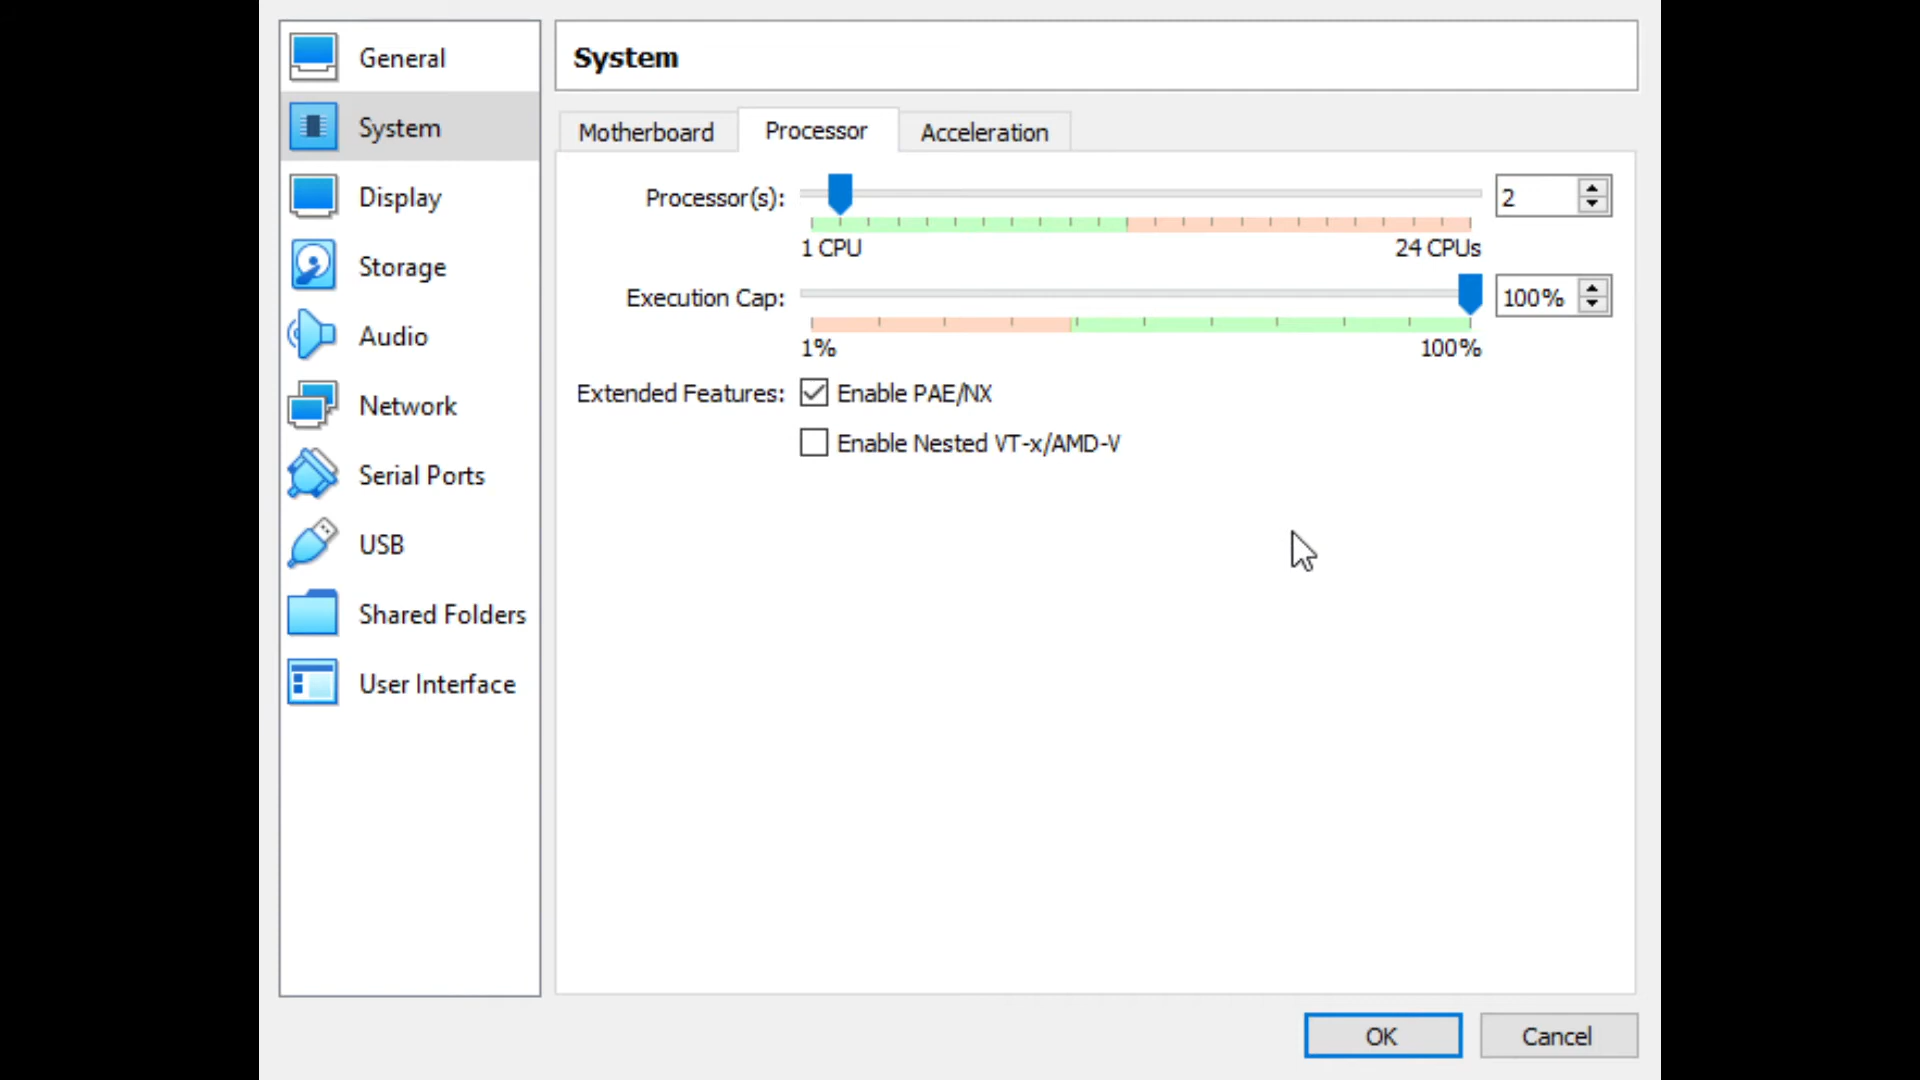 General
System
Display
Storage
Audio
Network
Serial Ports
USB
Shared Folders
User Interface
System
Motherboard
Processor
Acceleration
Processor(s):
2
1 CPU
24 CPUs
Execution Cap:
100%
1%
100%
Extended Features:
Enable PAE/NX
Enable Nested VT-x/AMD-V
OK
Cancel